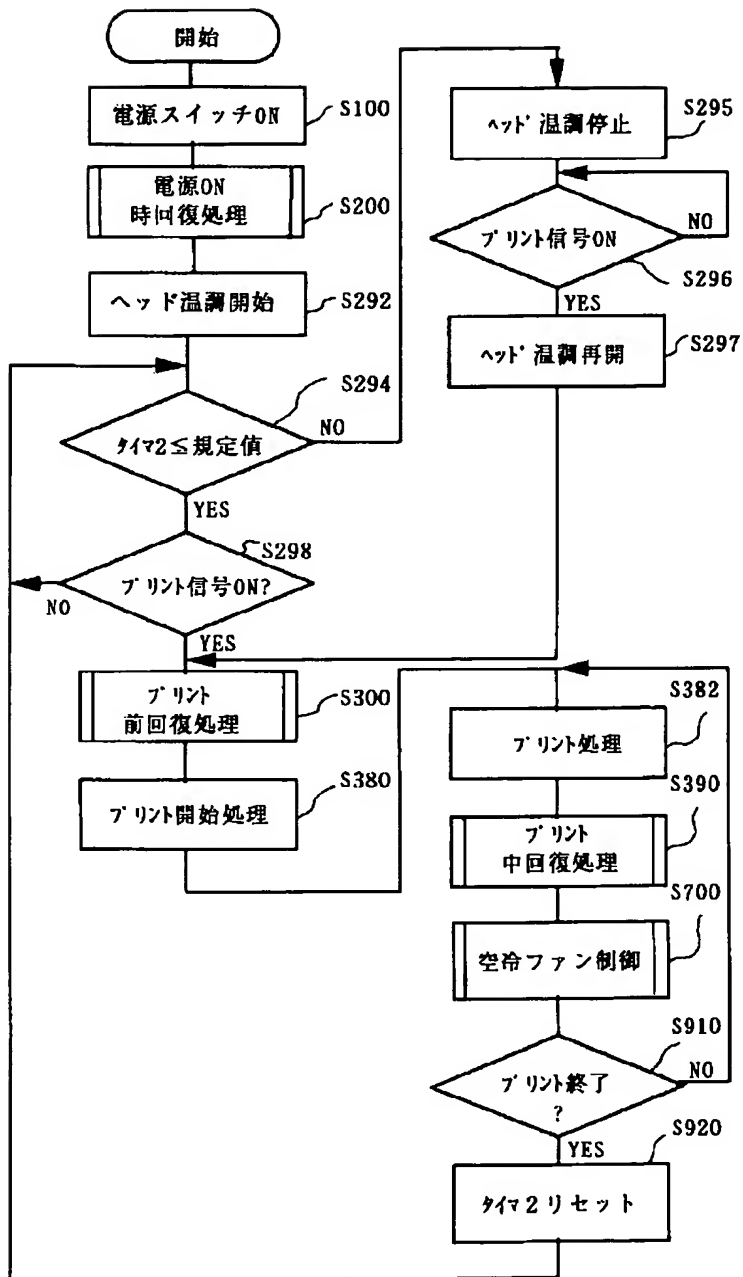 開始
電源スイッチON
S100
電源ON
時回復処理
S200
ヘッド温調開始
S292
タイマ2≦規定値
S294
NO
YES
プリント信号ON?
S298
NO
YES
プリント
前回復処理
S300
プリント開始処理
S380
ヘッド温調停止
S295
プリント信号ON
S296
NO
YES
ヘッド温調再開
S297
プリント処理
S382
プリント
中回復処理
S390
空冷ファン制御
S700
プリント終了
?
S910
NO
YES
タイマ2リセット
S920